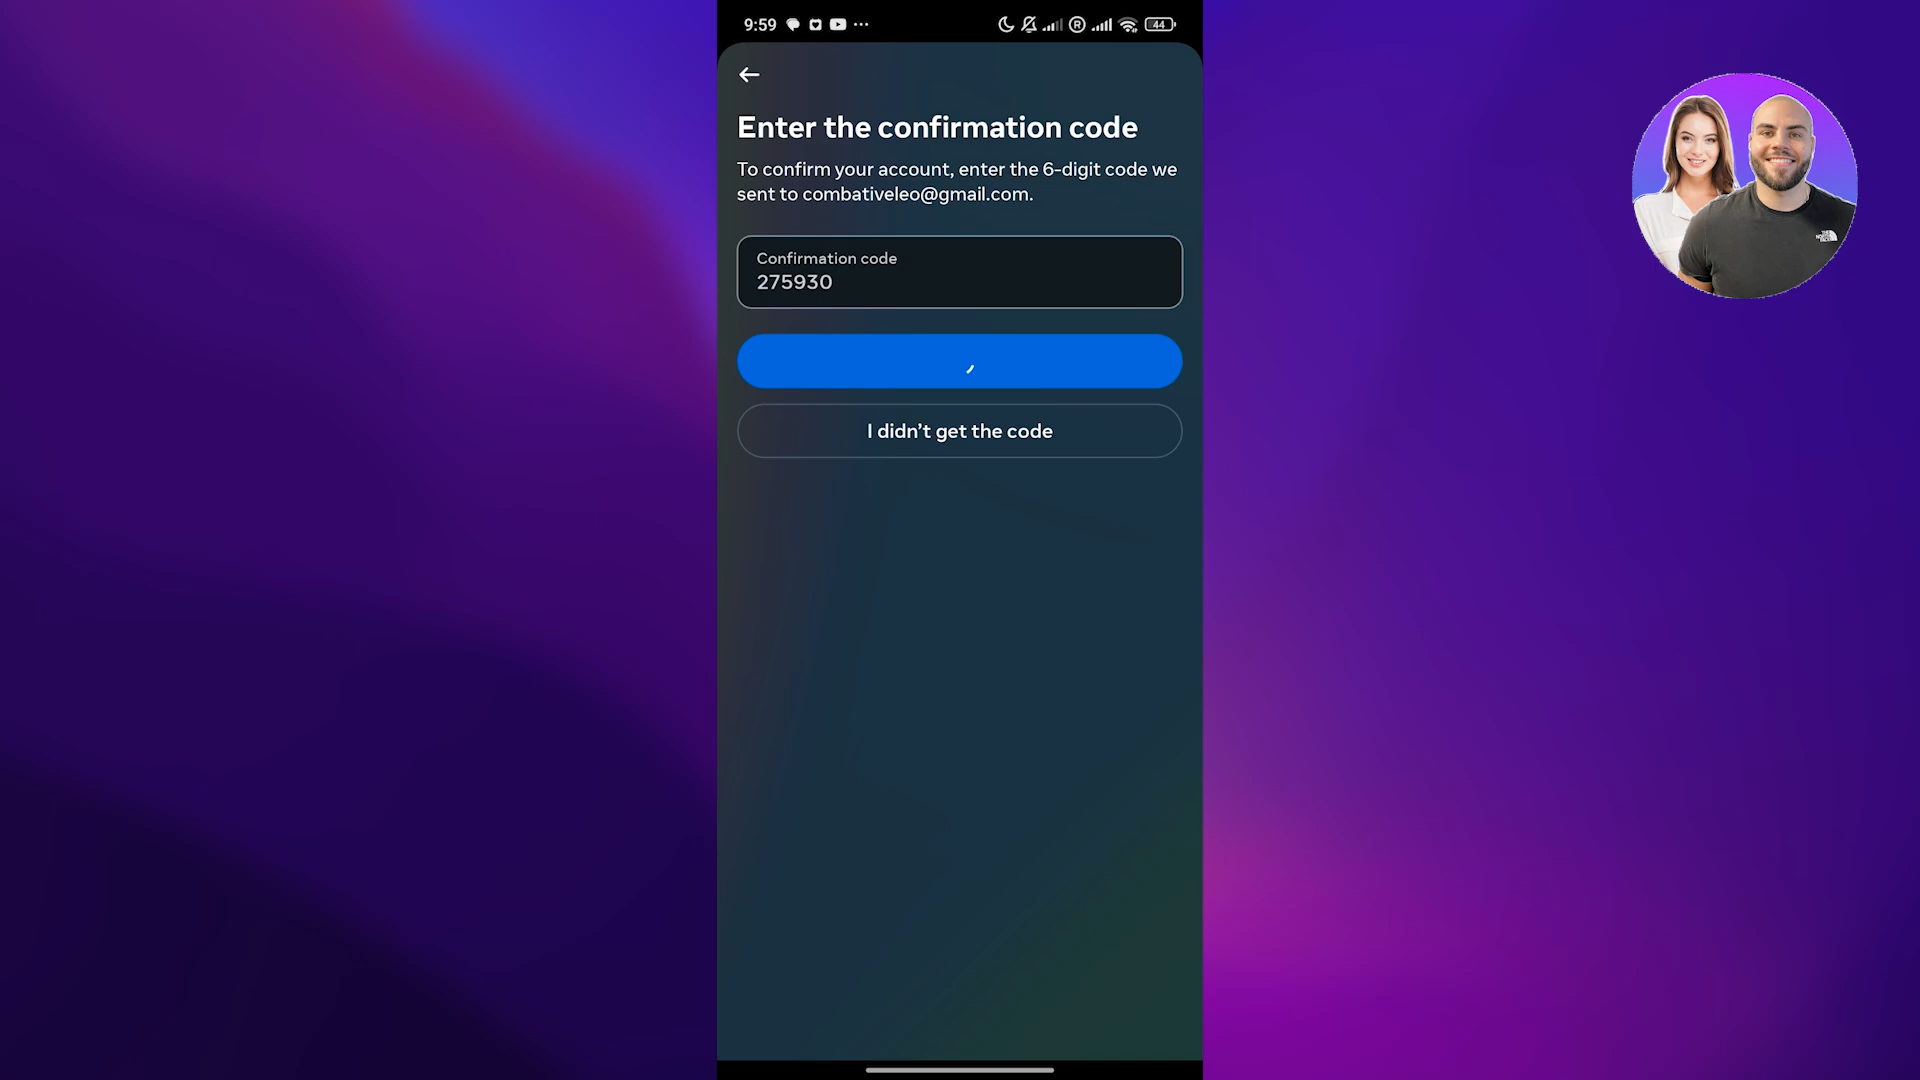 9:59
44
Enter the confirmation code
To confirm your account, enter the 6-digit code we
sent to combativeleo@gmail.com.
Confirmation code
275930
I didn't get the code